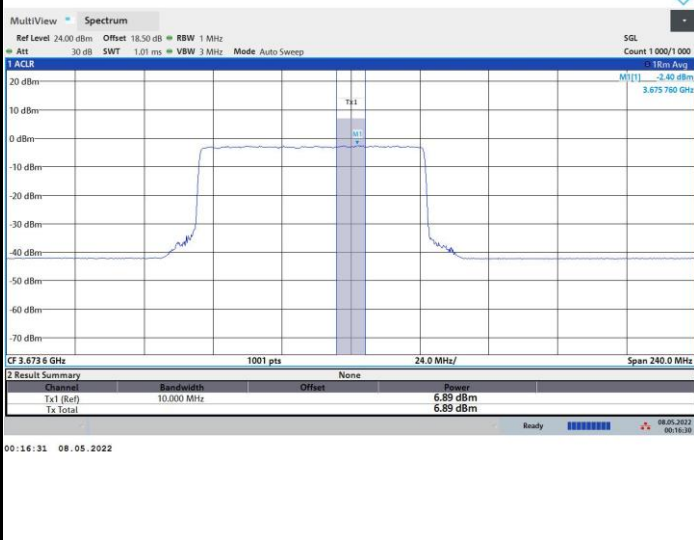 MultiView Spectrum
Ref Level 24.00 dBm Offset 18.50 dB RBW 1 MHz SGL
Att 30 dB SWT 1.01 ms VBW 3 MHz Mode Auto Sweep Count 1 000/1 000
1 ACLR 1Rm Avg
M1[1] -2.40 dBm
3.675 760 GHz
20 dBm
Tx1
10 dBm
0 dBm
M1
-10 dBm
-20 dBm
-30 dBm
-40 dBm
-50 dBm
-60 dBm
-70 dBm
CF 3.673 6 GHz 1001 pts 24.0 MHz/ Span 240.0 MHz
2 Result Summary None
Channel Bandwidth Offset Power
Tx1 (Ref) 10.000 MHz 6.89 dBm
Tx Total 6.89 dBm
Ready 08.05.2022
00:16:30
00:16:31 08.05.2022